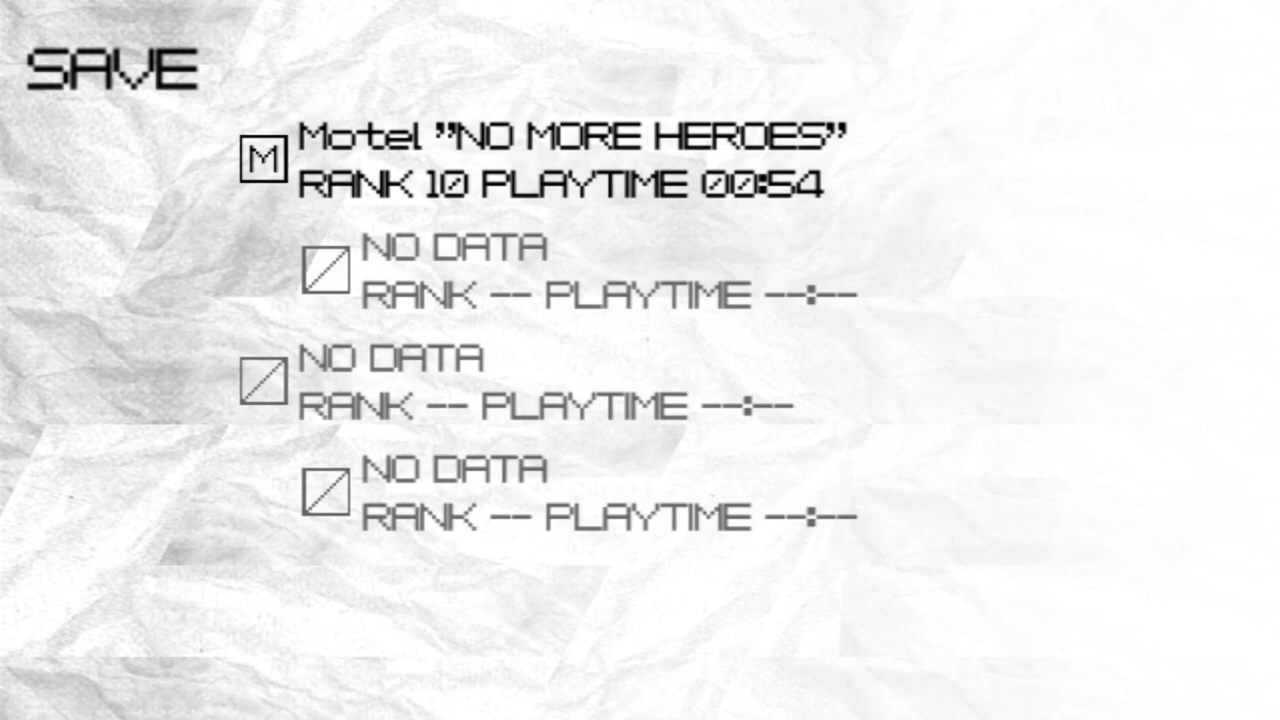 SAVE
M
Motel ”NO MORE HEROES”
RANK 10 PLAYTIME 00:54
NO DATA
RANK -- PLAYTIME --:--
NO DATA
RANK -- PLAYTIME --:--
NO DATA
RANK -- PLAYTIME --:--